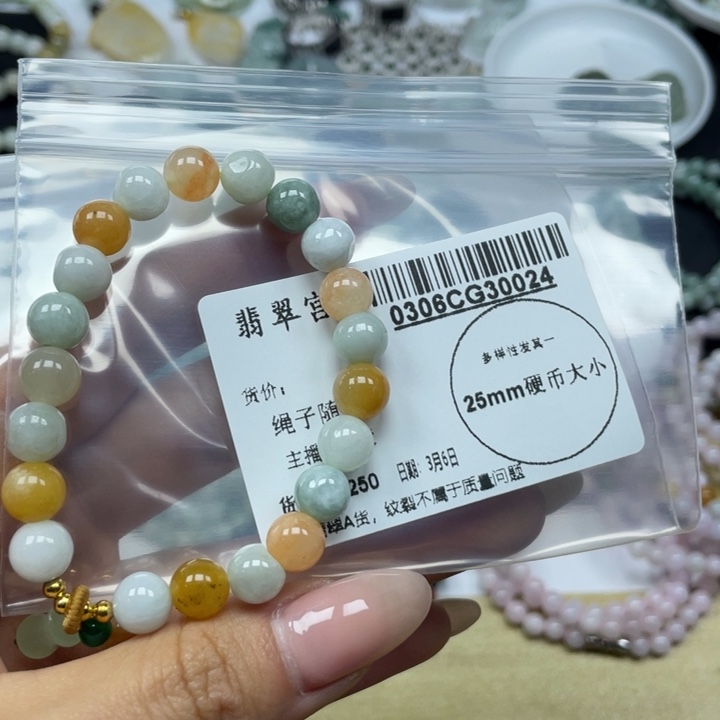 翡翠宫
0306CG30024
多样性发其一
25mm硬币大小
货价:
绳子随
主播
日期: 3月6日
货 250
翠A货，纹裂不属于质量问题